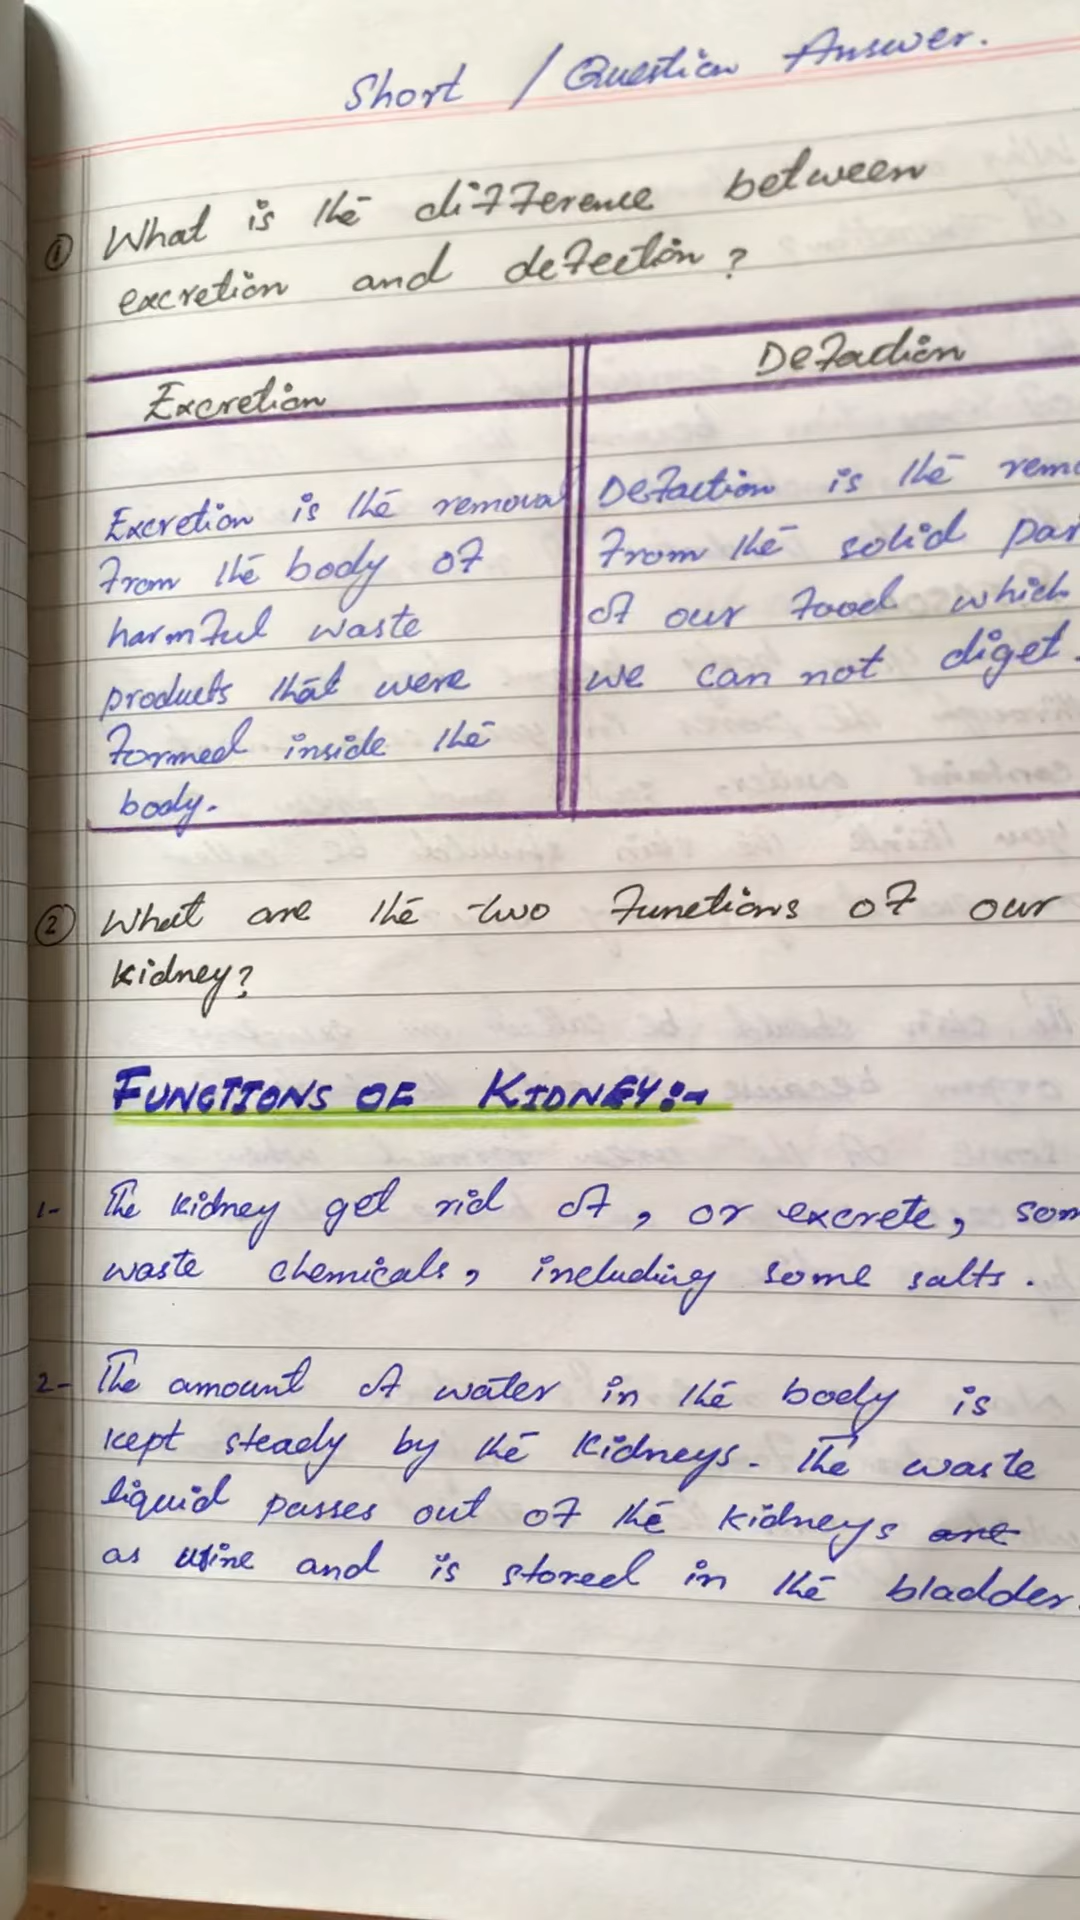 Short / Question Answer.
① What is the difference between
excretion and defection ?
Excretion
Defaction
Excretion is the removal
from the body of
harmful waste
products that were
formed inside the
body.
Defaction is the remo
from the solid par
of our food which
we can not diget.
② What are the two functions of our
kidney?
FUNCTIONS OF KIDNEY:-
1- The kidney get rid of, or excrete, som
waste chemicals, including some salts.
2- The amount of water in the body is
kept steady by the kidneys. The waste
liquid passes out of the kidneys are
as urine and is stored in the bladder.